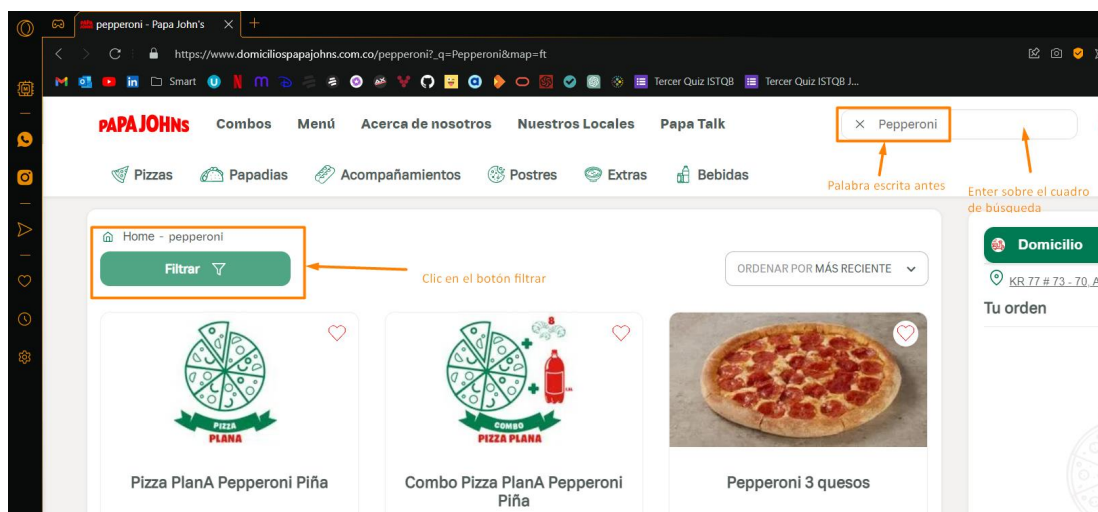 pepperoni - Papa John's
https://www.domiciliospapajohns.com.co/pepperoni?_q=Pepperoni&map=ft
Smart
Tercer Quiz ISTQB
Tercer Quiz ISTQB J...
PAPA JOHNS
Combos
Menú
Acerca de nosotros
Nuestros Locales
Papa Talk
Pepperoni
Pizzas
Papadias
Acompañamientos
Postres
Extras
Bebidas
Palabra escrita antes
Enter sobre el cuadro
de búsqueda
Home - pepperoni
Filtrar
Clic en el botón filtrar
ORDENAR POR MÁS RECIENTE
Domicilio
KR 77 # 73 - 70, A
Tu orden
PIZZA
PLANA
8
COMBO
PIZZA PLANA
Pizza PlanA Pepperoni Piña
Combo Pizza PlanA Pepperoni
Piña
Pepperoni 3 quesos